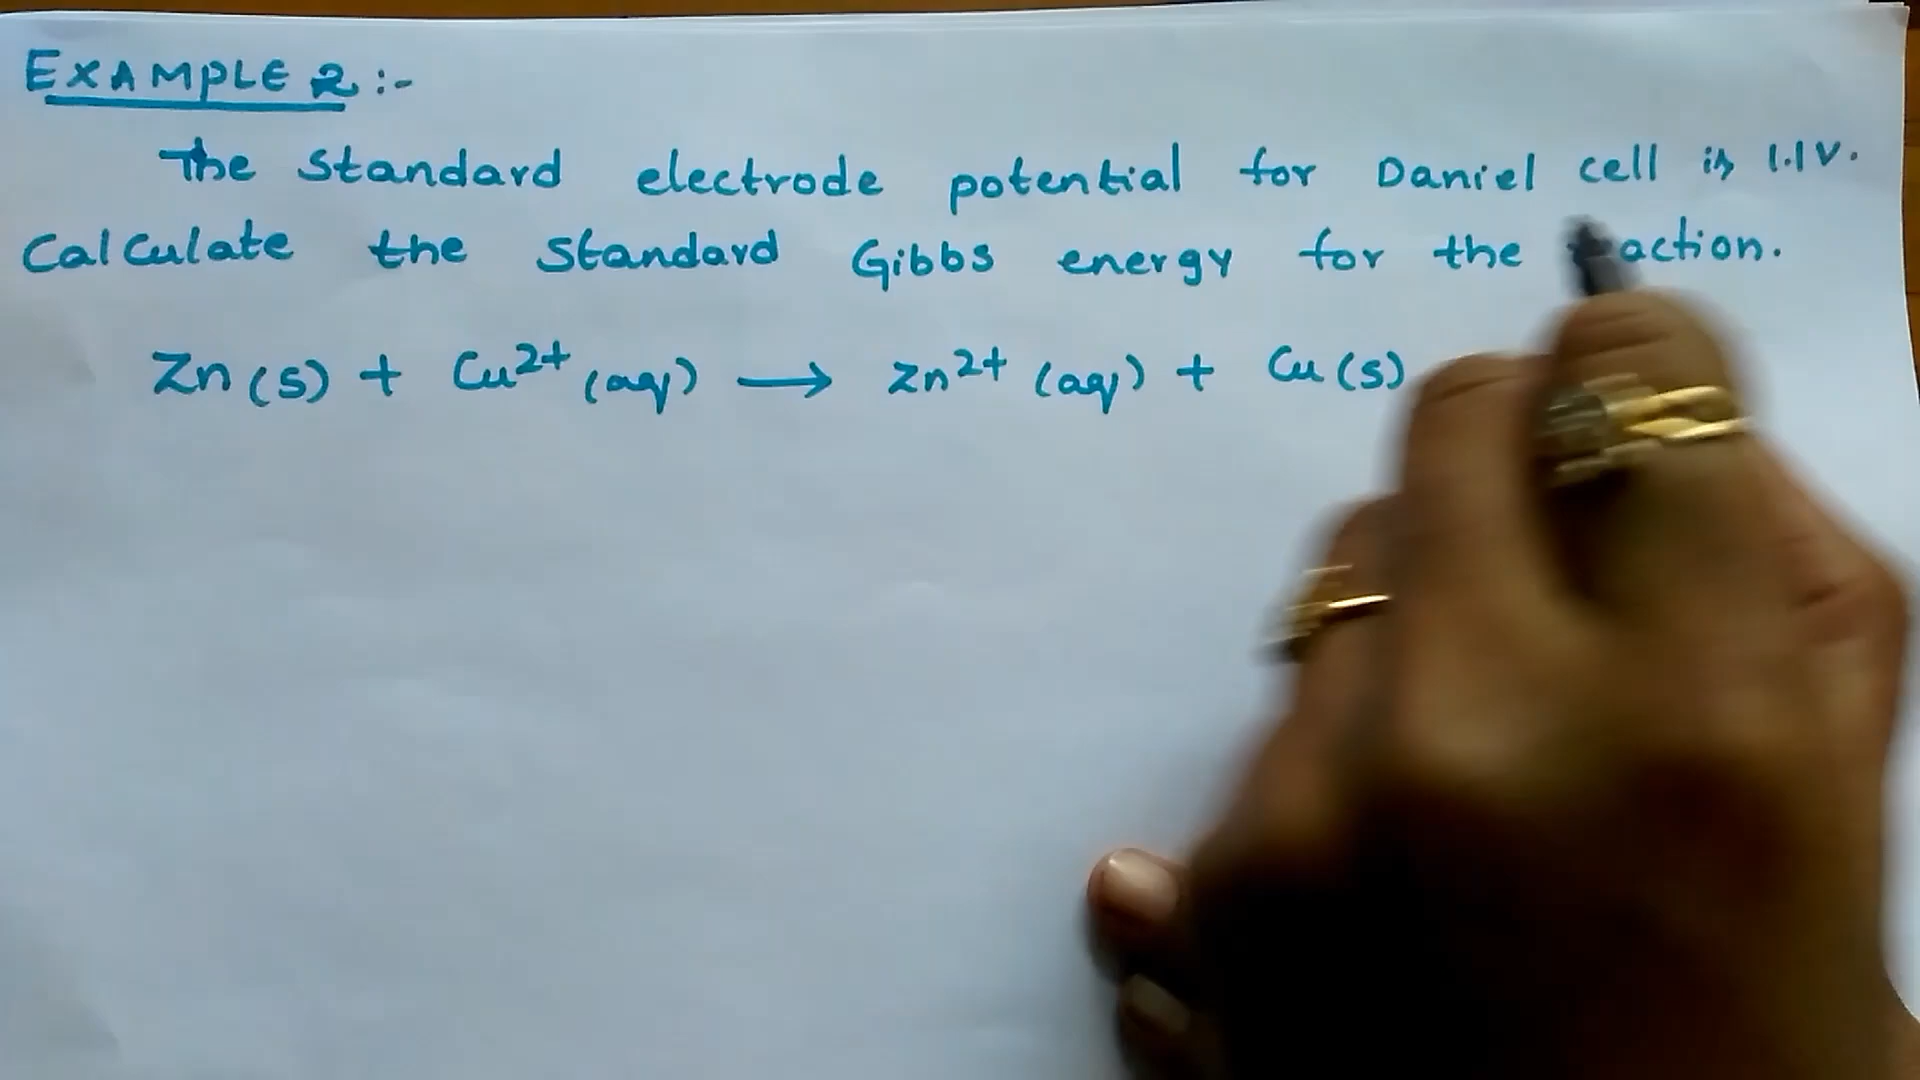 EXAMPLE 2 :-
The standard electrode potential for Daniel cell is 1.1V.
Calculate the standard Gibbs energy for the action.
Zn(s) + Cu²⁺(aq) ⟶ Zn²⁺(aq) + Cu(s)